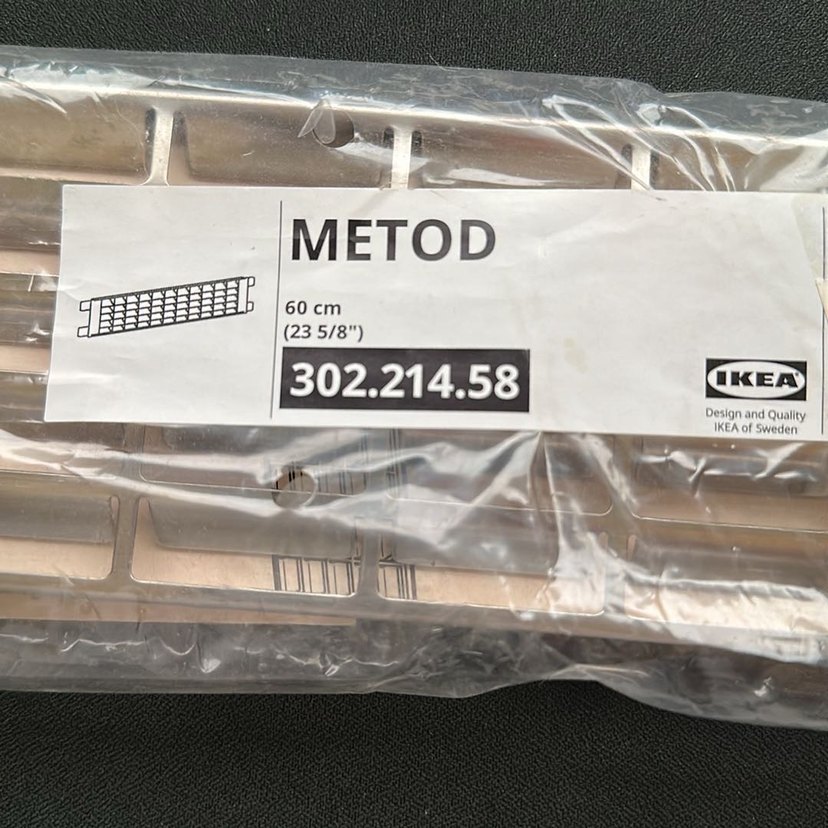 METOD
60 cm
(23 5/8")
302.214.58
IKEA
Design and Quality
IKEA of Sweden